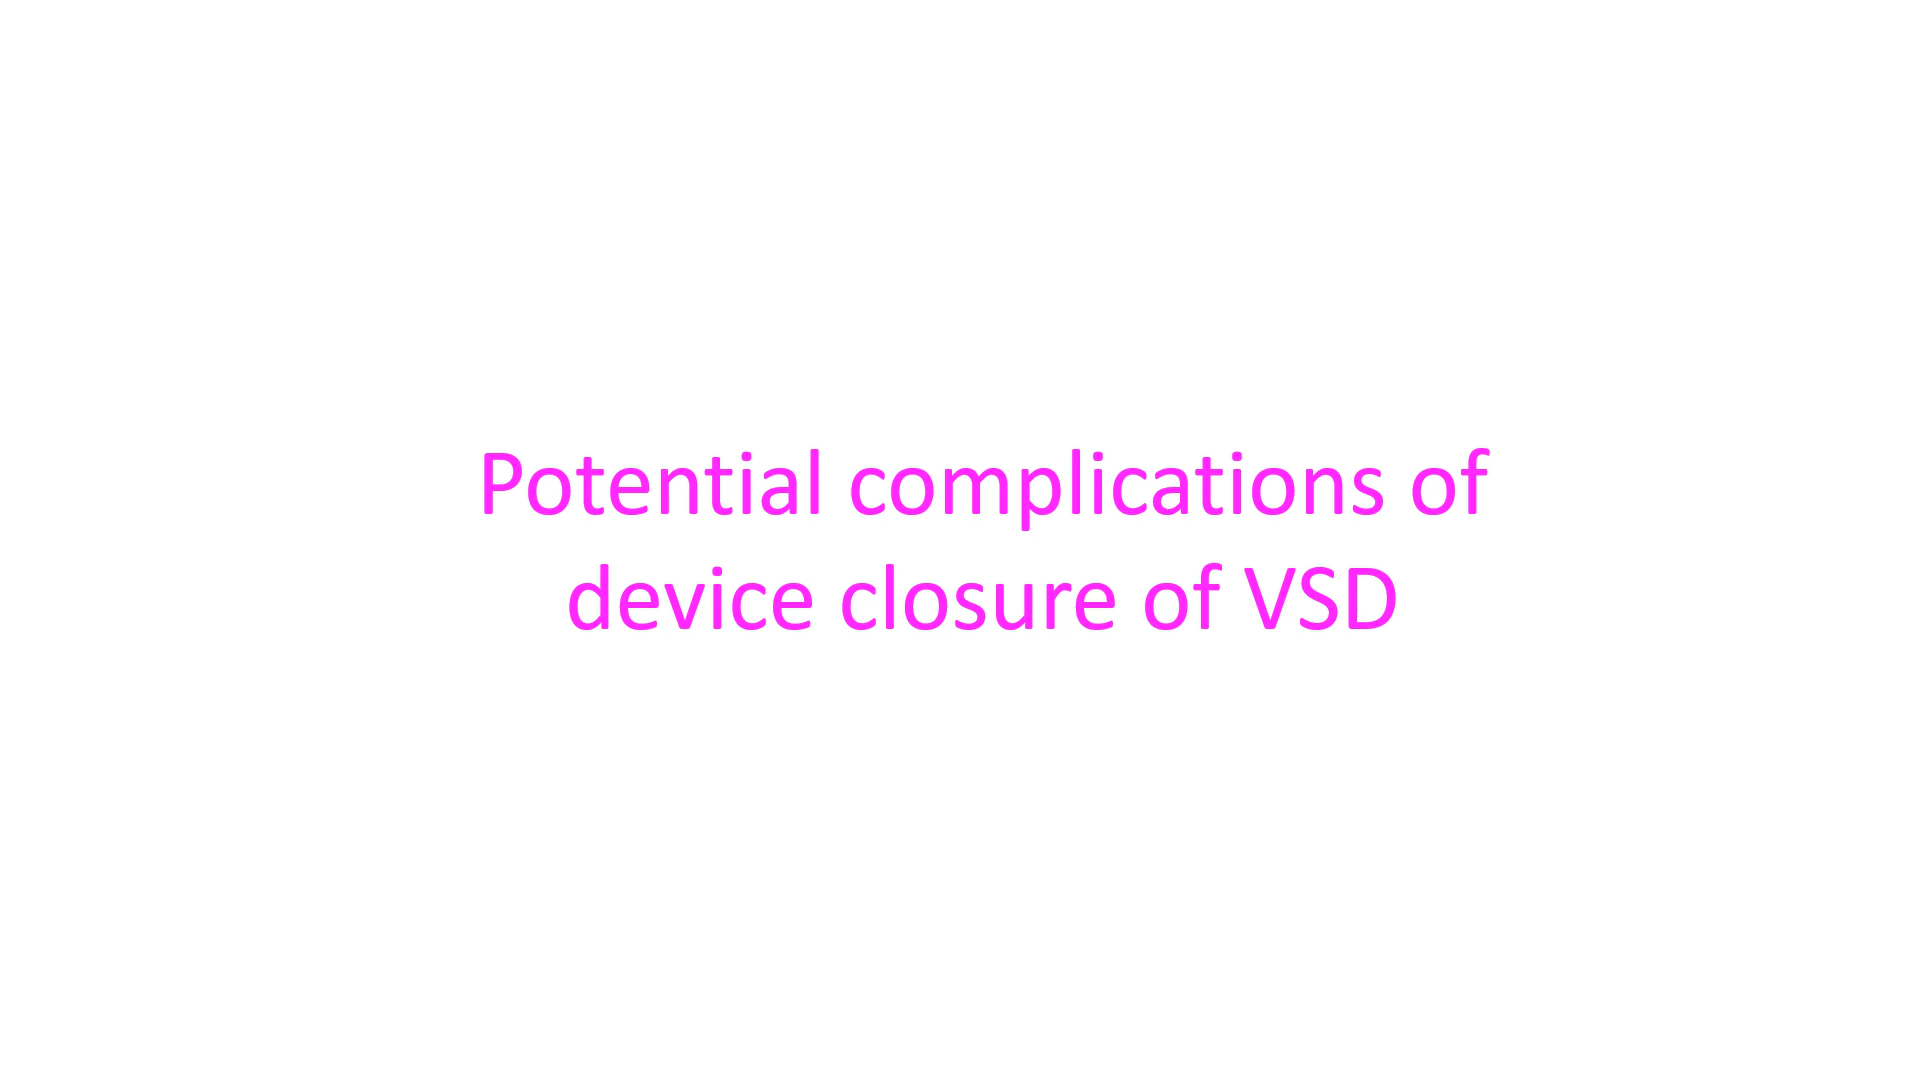 Potential complications of
device closure of VSD